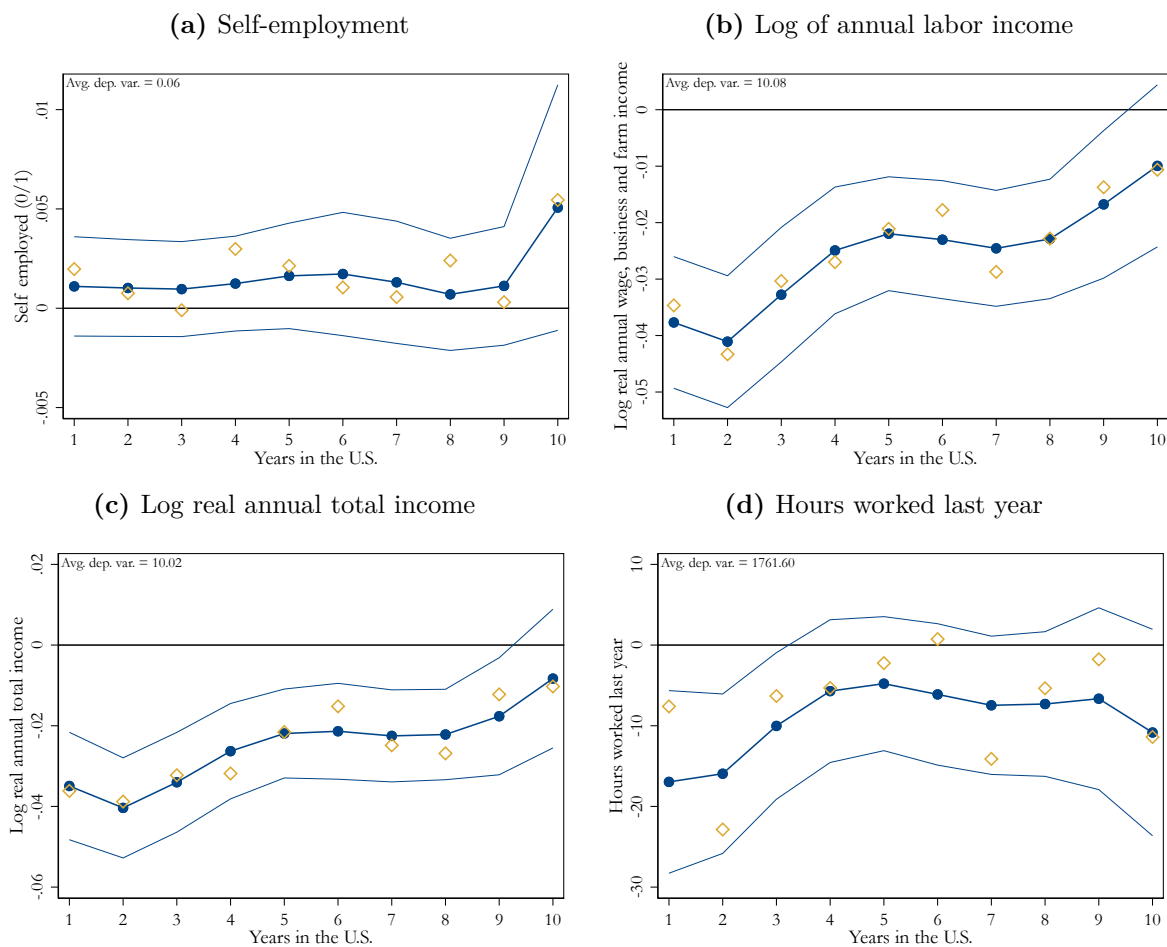 (a) Self-employment
Avg. dep. var. = 0.06
Self employed (0/1)
.01
.005
0
-.005
1 2 3 4 5 6 7 8 9 10
Years in the U.S.
(b) Log of annual labor income
Avg. dep. var. = 10.08
Log real annual wage, business and farm income
0
-.01
-.02
-.03
-.04
-.05
1 2 3 4 5 6 7 8 9 10
Years in the U.S.
(c) Log real annual total income
Avg. dep. var. = 10.02
Log real annual total income
.02
0
-.02
-.04
-.06
1 2 3 4 5 6 7 8 9 10
Years in the U.S.
(d) Hours worked last year
Avg. dep. var. = 1761.60
Hours worked last year
10
0
-10
-20
-30
1 2 3 4 5 6 7 8 9 10
Years in the U.S.